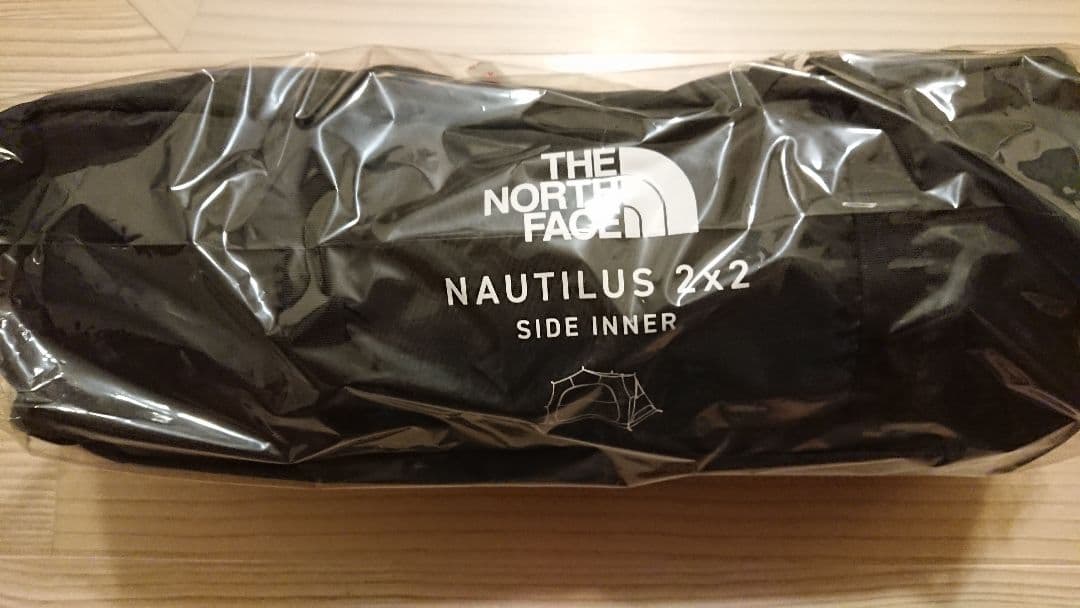 THE
NORTH
FACE
NAUTILUS 2x2
SIDE INNER